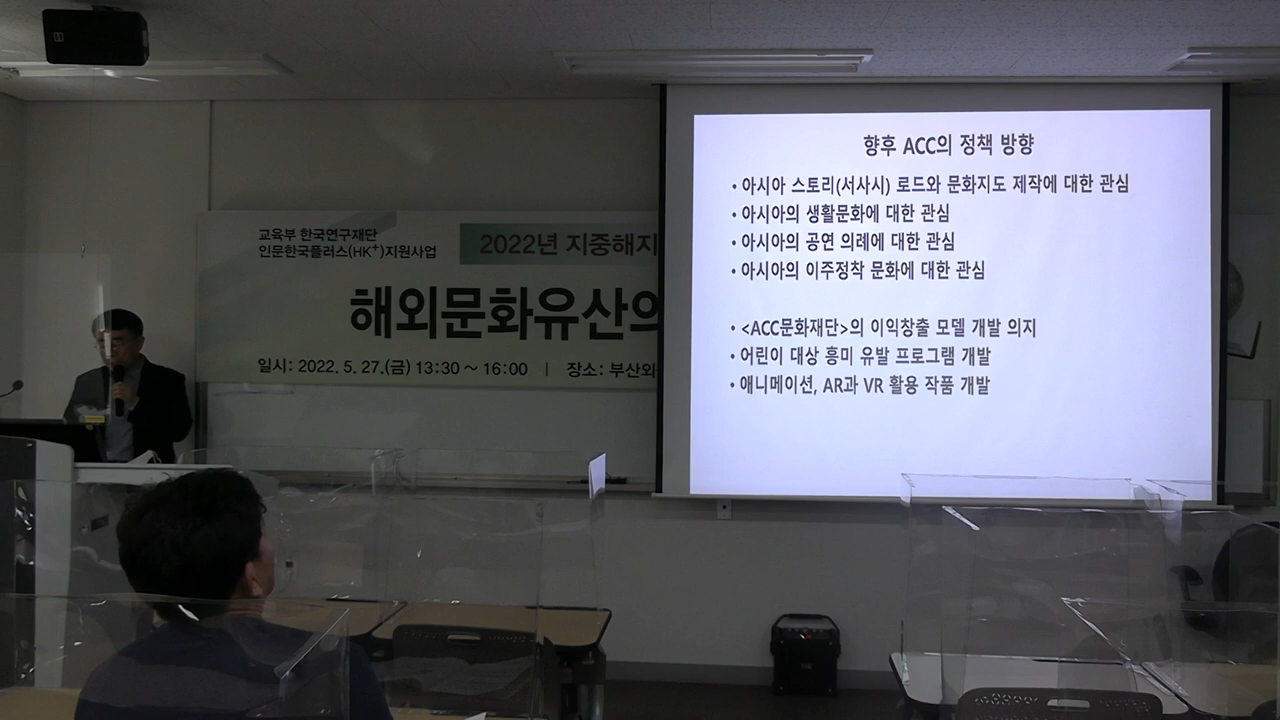 교육부 한국연구재단
인문한국플러스(HK⁺)지원사업
2022년 지중해지
해외문화유산의
일시: 2022. 5. 27.(금) 13:30 ~ 16:00 | 장소: 부산외
향후 ACC의 정책 방향
• 아시아 스토리(서사시) 로드와 문화지도 제작에 대한 관심
• 아시아의 생활문화에 대한 관심
• 아시아의 공연 의례에 대한 관심
• 아시아의 이주정착 문화에 대한 관심
• <ACC문화재단>의 이익창출 모델 개발 의지
• 어린이 대상 흥미 유발 프로그램 개발
• 애니메이션, AR과 VR 활용 작품 개발